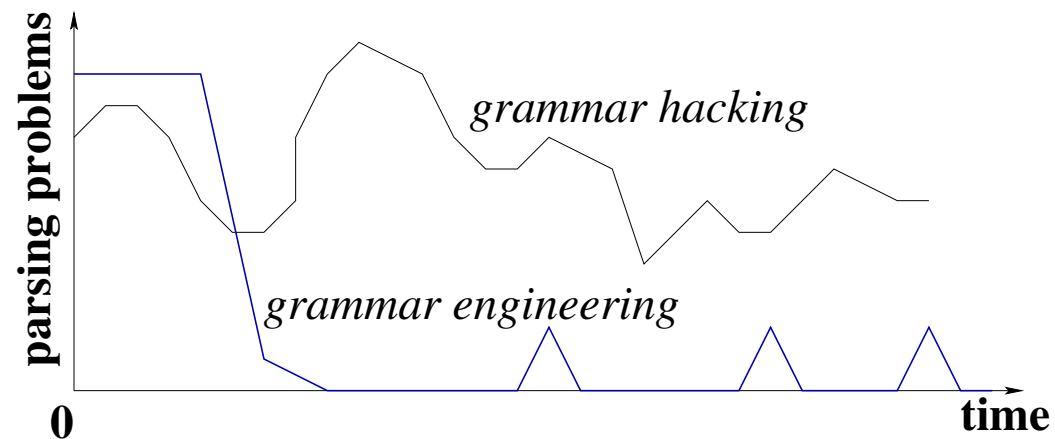 parsing problems
grammar hacking
grammar engineering
0
time